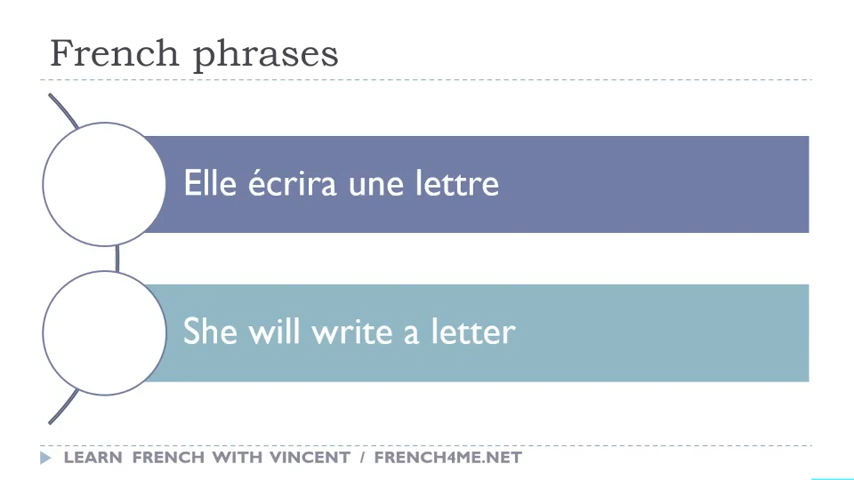 French phrases
Elle écrira une lettre
She will write a letter
LEARN FRENCH WITH VINCENT / FRENCH4ME.NET